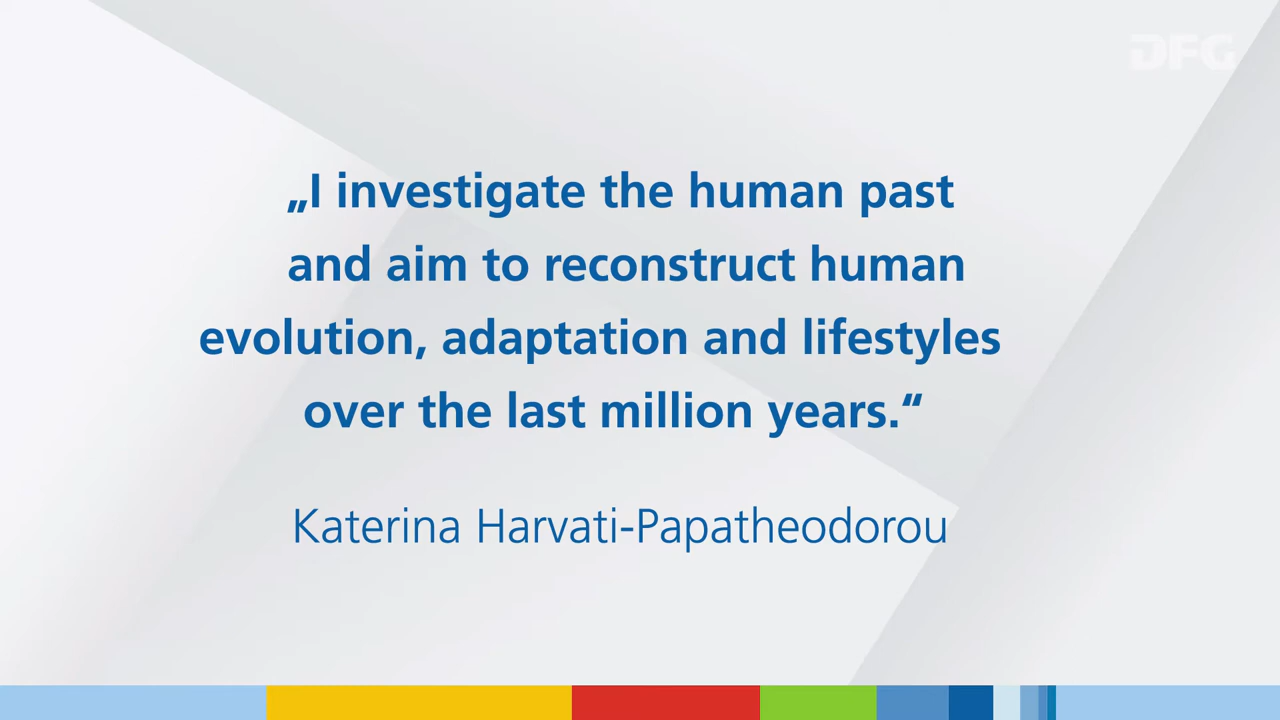 DFG
„I investigate the human past
and aim to reconstruct human
evolution, adaptation and lifestyles
over the last million years.“
Katerina Harvati-Papatheodorou